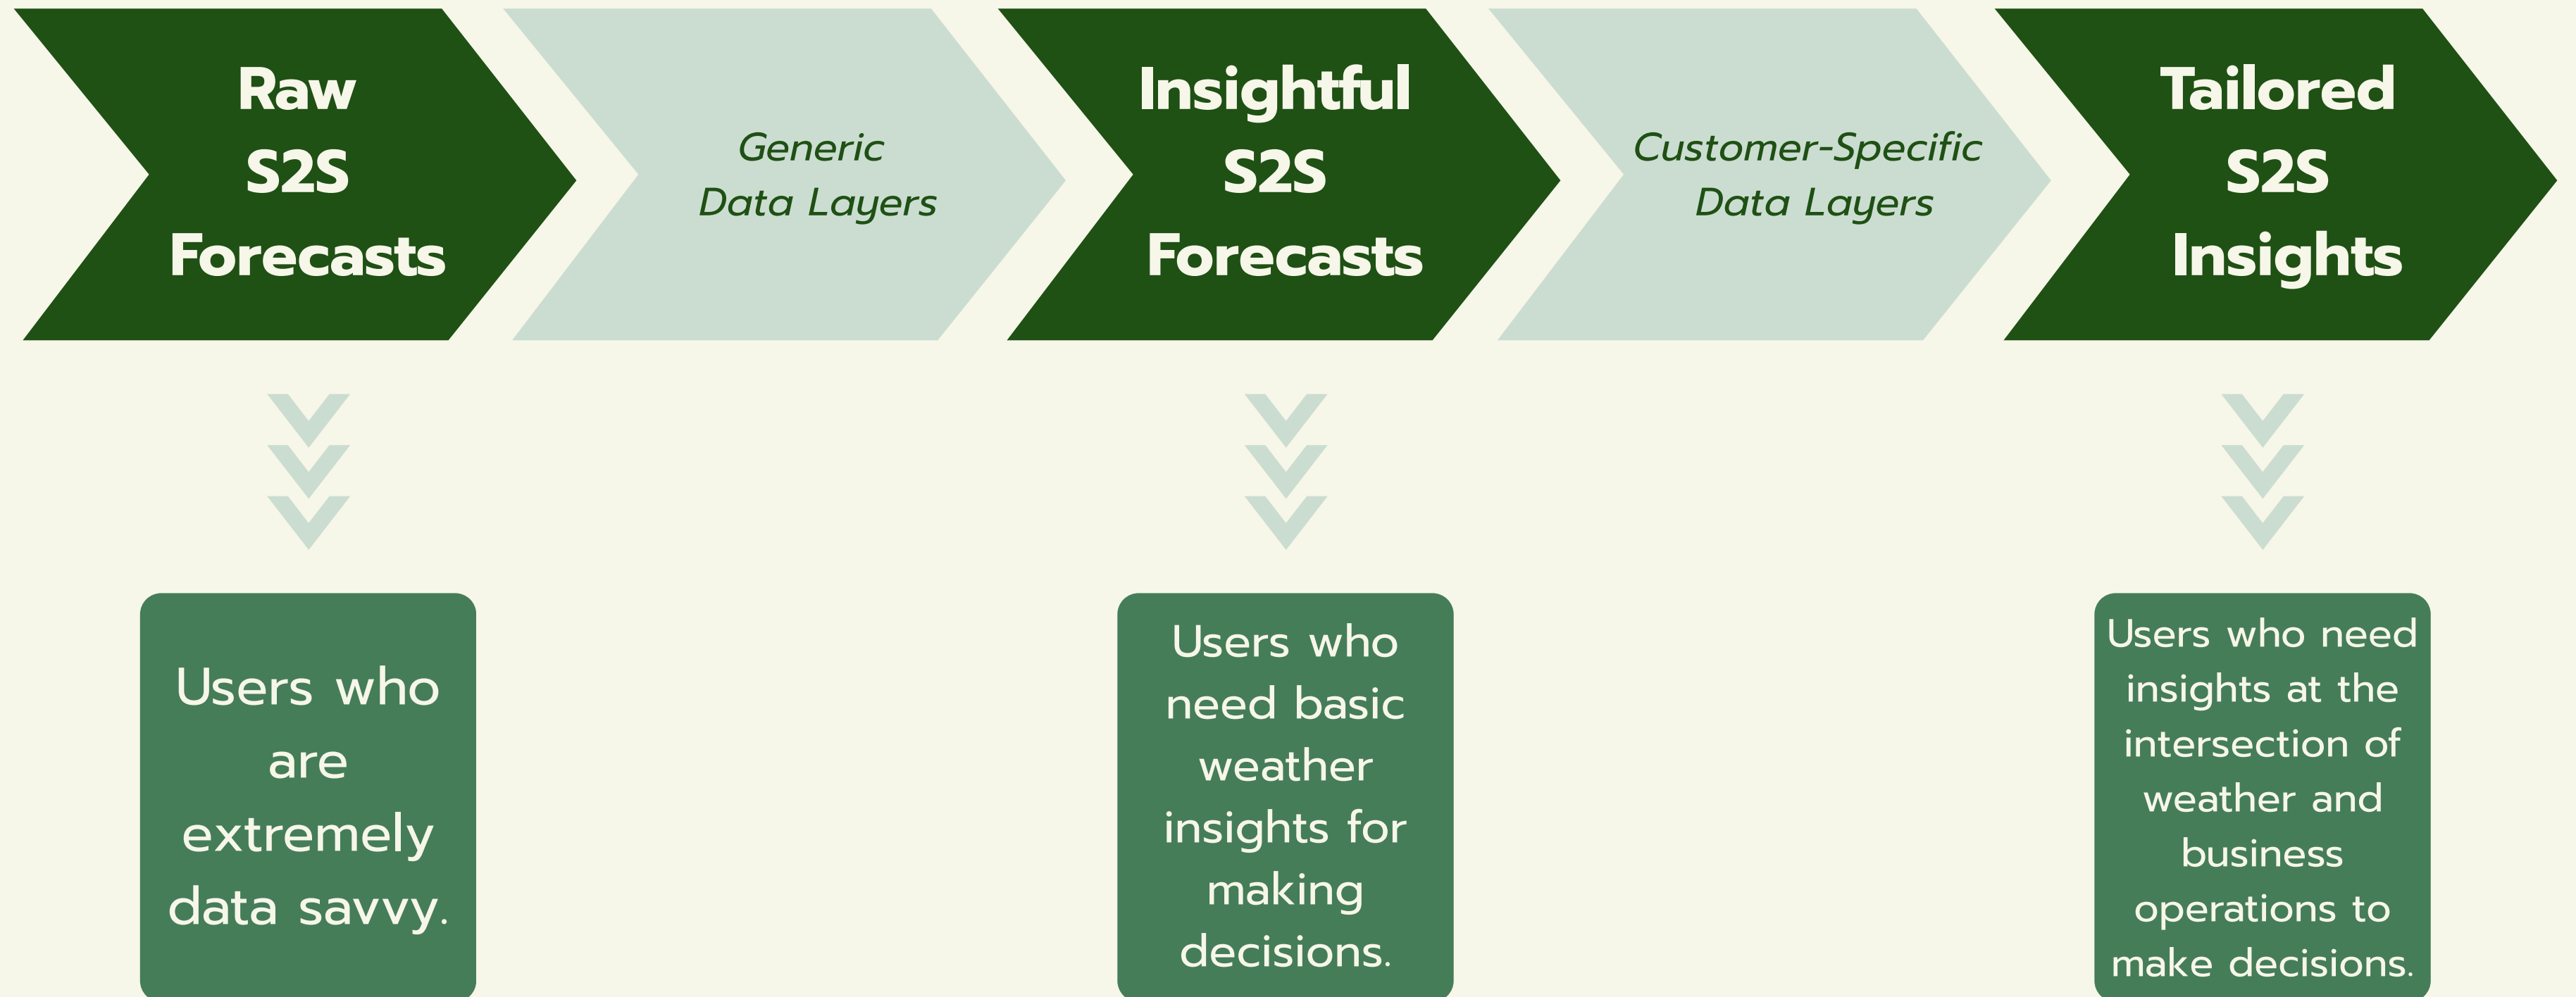 Raw
S2S
Forecasts
Generic
Data Layers
Insightful
S2S
Forecasts
Customer-Specific
Data Layers
Tailored
S2S
Insights
Users who
are
extremely
data savvy.
Users who
need basic
weather
insights for
making
decisions.
Users who need
insights at the
intersection of
weather and
business
operations to
make decisions.